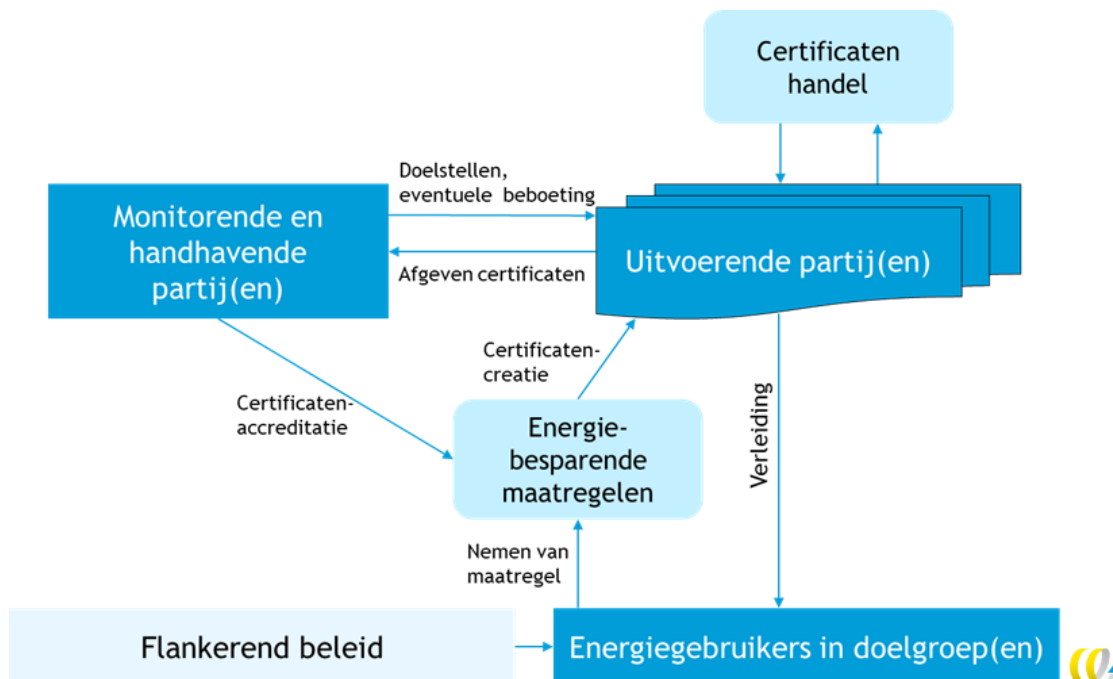 Certificaten
handel
Doelstellen,
eventuele beboeting
Monitorende en
handhavende
partij(en)
Uitvoerende partij(en)
Afgeven certificaten
Certificaten-
creatie
Certificaten-
accreditatie
Energie-
besparende
maatregelen
Verleiding
Nemen van
maatregel
Flankerend beleid
Energiegebruikers in doelgroep(en)